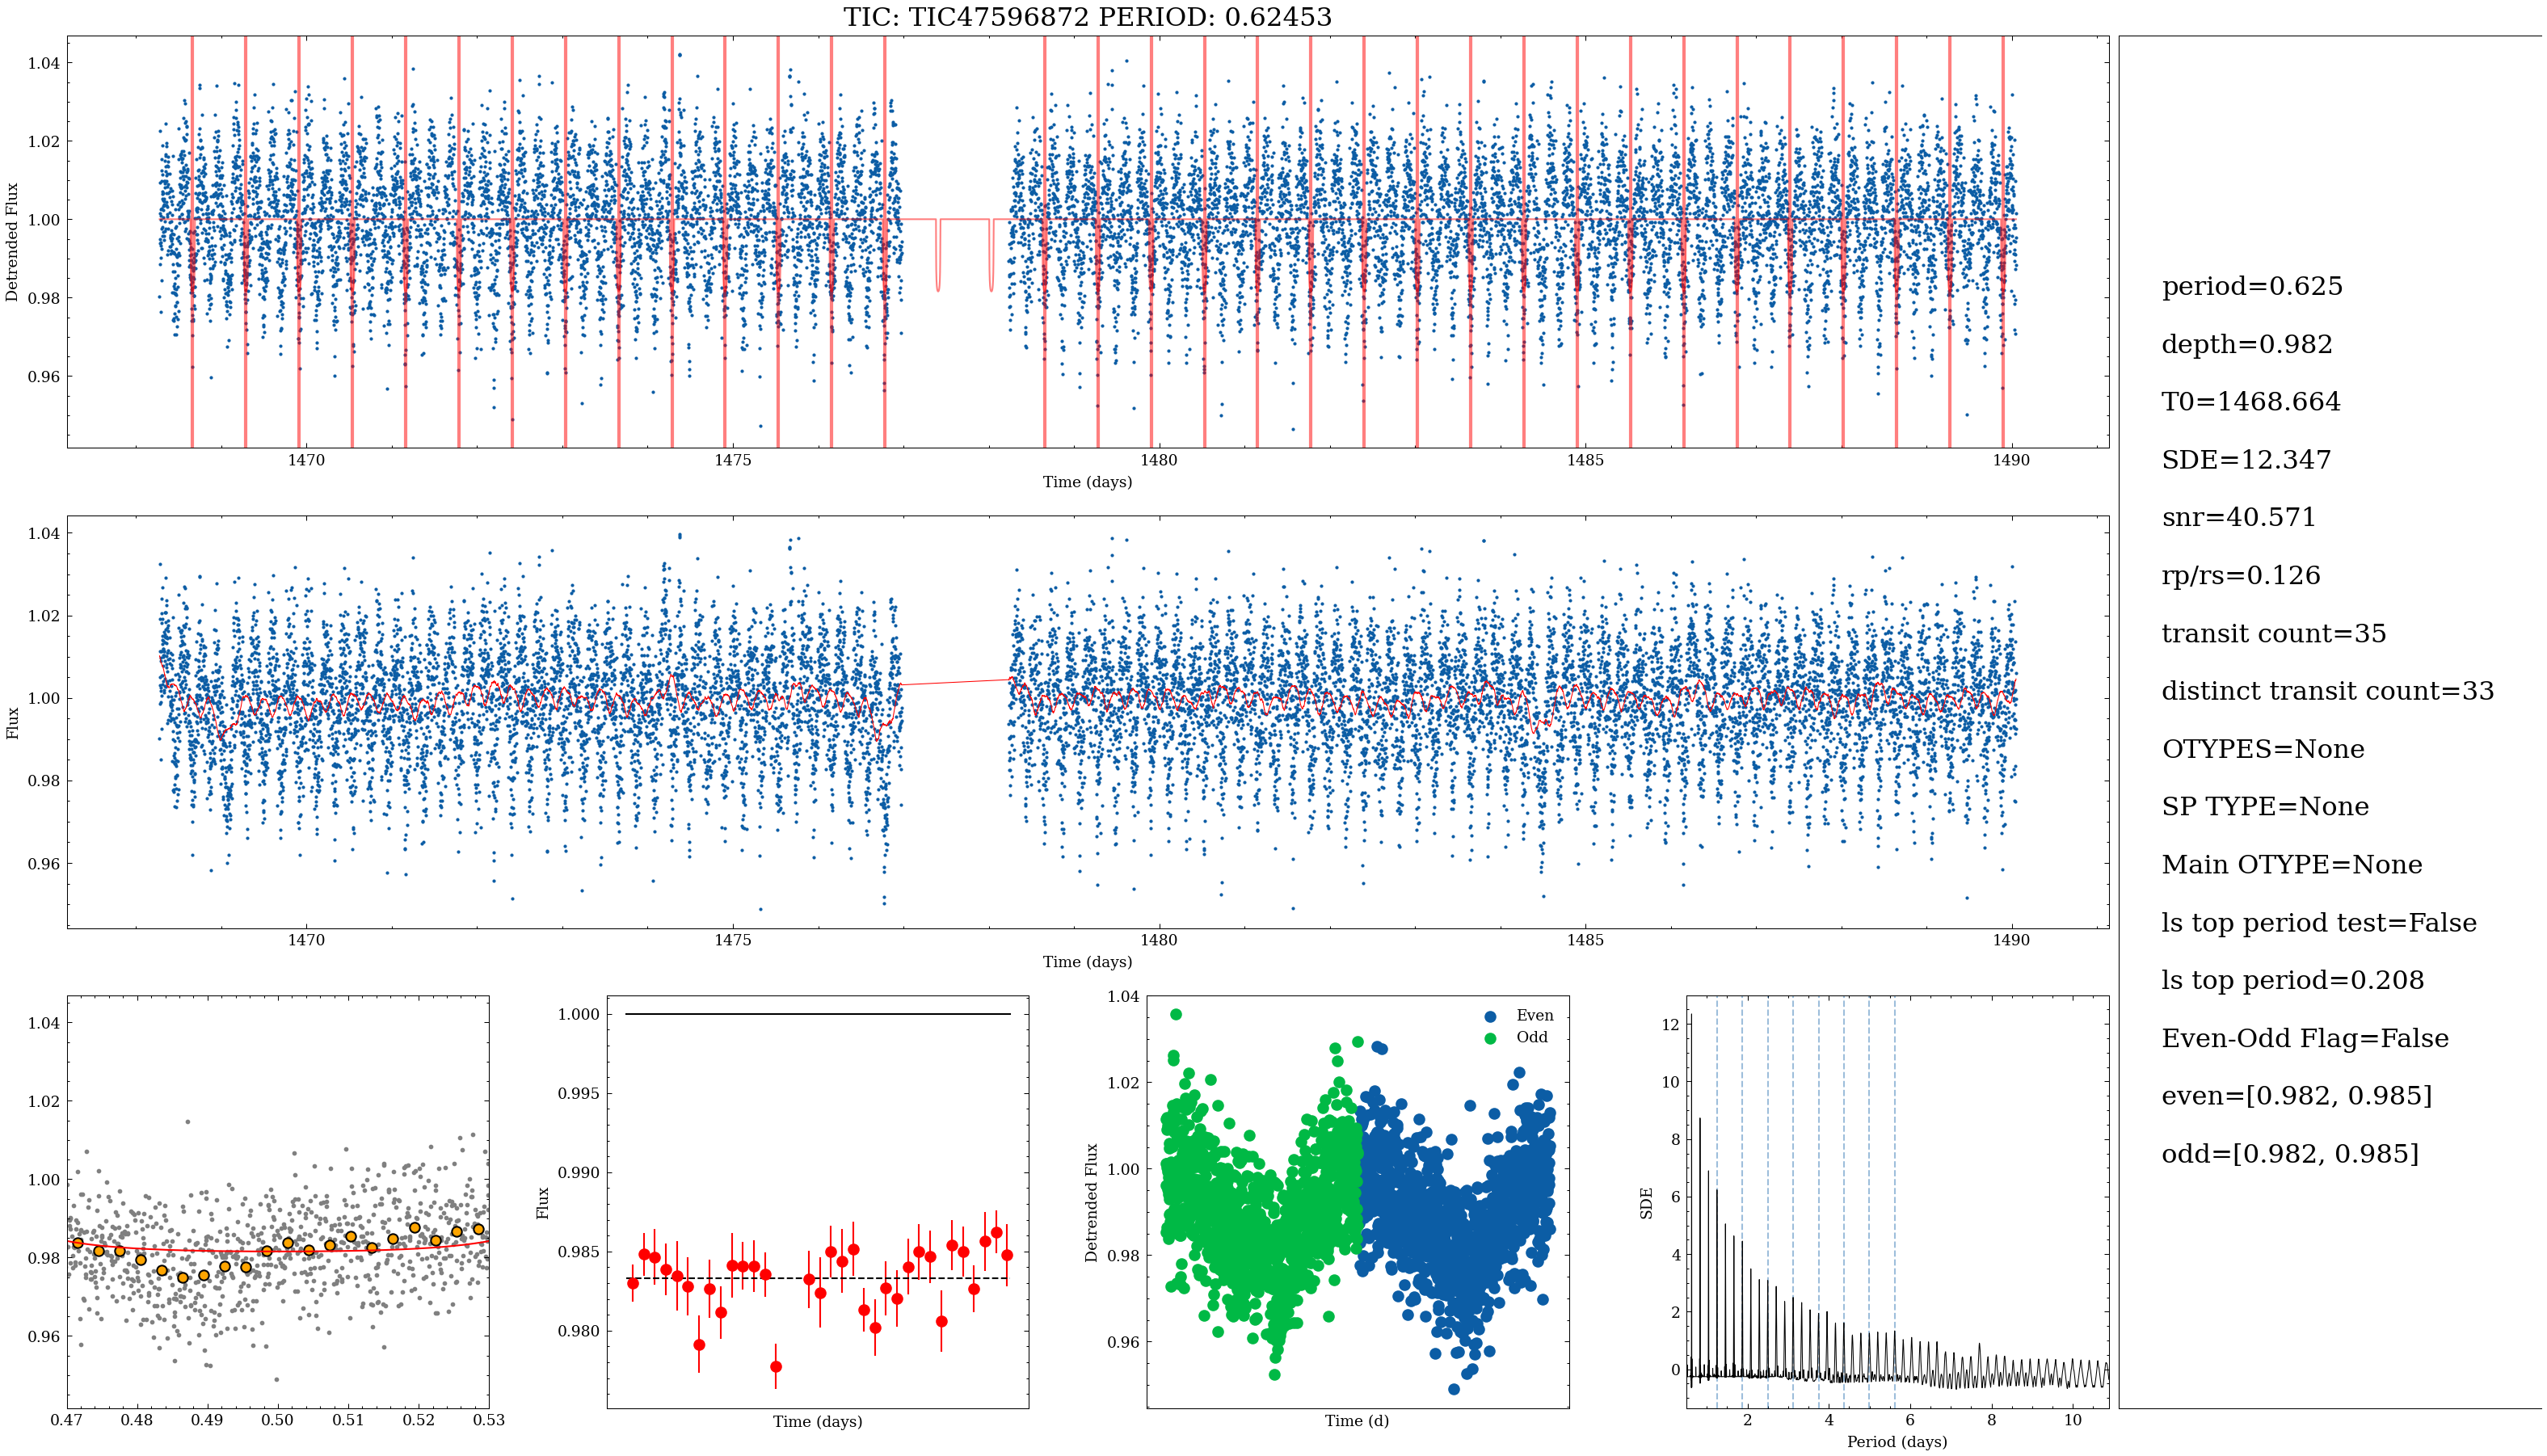 TIC: TIC47596872 PERIOD: 0.62453
1.04
1.02
1.00
0.98
0.96
Detrended Flux
1470
1475
1480
1485
1490
Time (days)
1.04
1.02
1.00
0.98
0.96
Flux
1470
1475
1480
1485
1490
Time (days)
1.04
1.02
1.00
0.98
0.96
0.47
0.48
0.49
0.50
0.51
0.52
0.53
1.000
0.995
0.990
0.985
0.980
Flux
Time (days)
1.04
1.02
1.00
0.98
0.96
Detrended Flux
Even
Odd
Time (d)
12
10
8
6
4
2
0
SDE
2
4
6
8
10
Period (days)
period=0.625
depth=0.982
T0=1468.664
SDE=12.347
snr=40.571
rp/rs=0.126
transit count=35
distinct transit count=33
OTYPES=None
SP TYPE=None
Main OTYPE=None
ls top period test=False
ls top period=0.208
Even-Odd Flag=False
even=[0.982, 0.985]
odd=[0.982, 0.985]